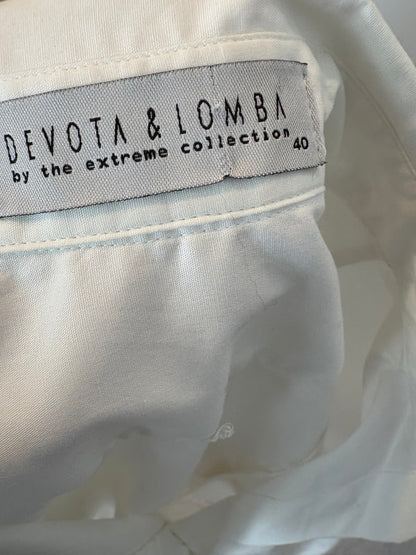 DEVOTA & LOMBA
by the extreme collection
40